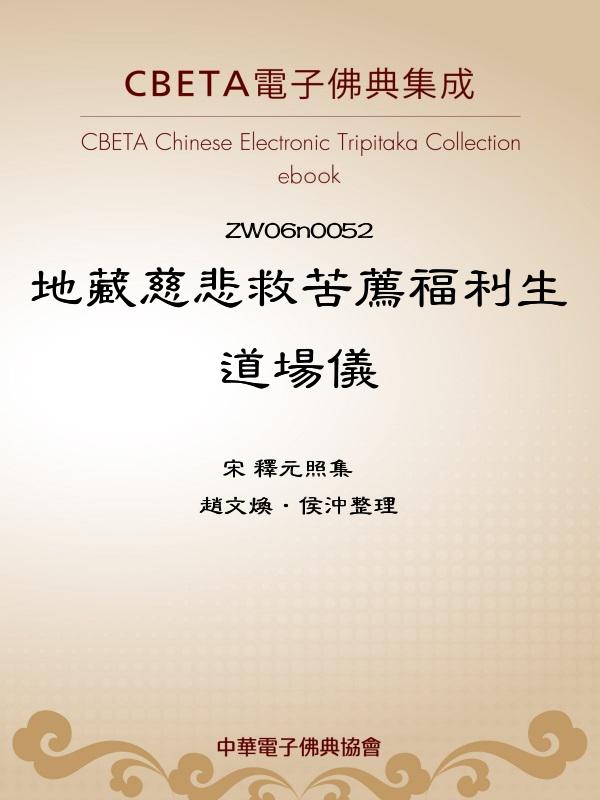 CBETA電子佛典集成
CBETA Chinese Electronic Tripitaka Collection
ebook
ZW06n0052
地藏慈悲救苦薦福利生
道場儀
宋 釋元照集
趙文煥．侯沖整理
中華電子佛典協會